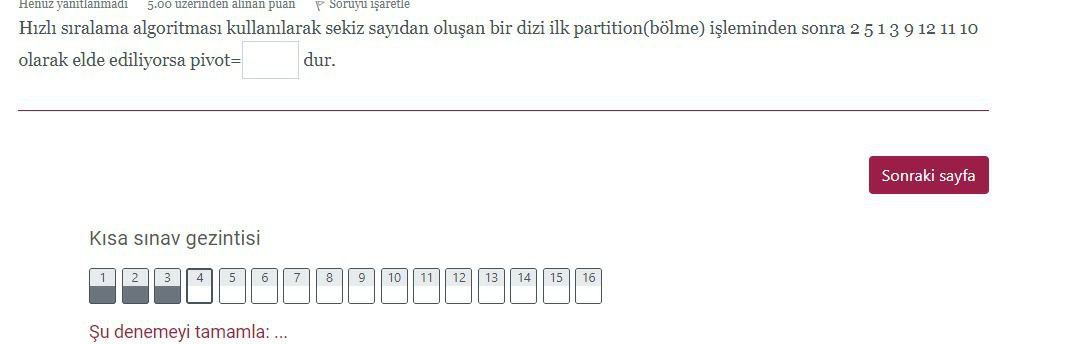 Henüz yanıtlanmadı 5.00 üzerinden alınan puan Soruyu işaretle
Hızlı sıralama algoritması kullanılarak sekiz sayıdan oluşan bir dizi ilk partition(bölme) işleminden sonra 2 5 1 3 9 12 11 10
olarak elde ediliyorsa pivot= dur.
Sonraki sayfa
Kısa sınav gezintisi
1 2 3 4 5 6 7 8 9 10 11 12 13 14 15 16
Şu denemeyi tamamla: ...